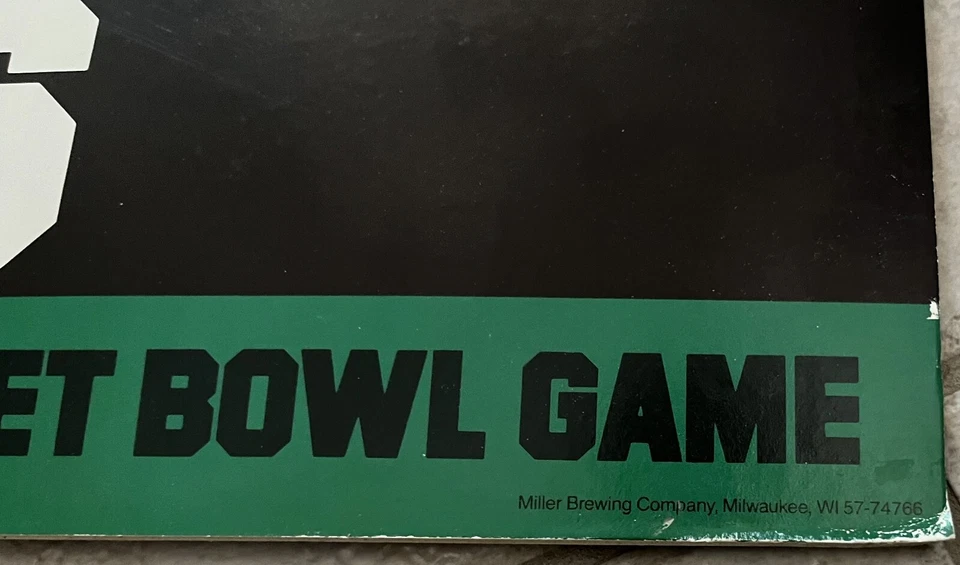 ET BOWL GAME
Miller Brewing Company, Milwaukee, WI 57-74766